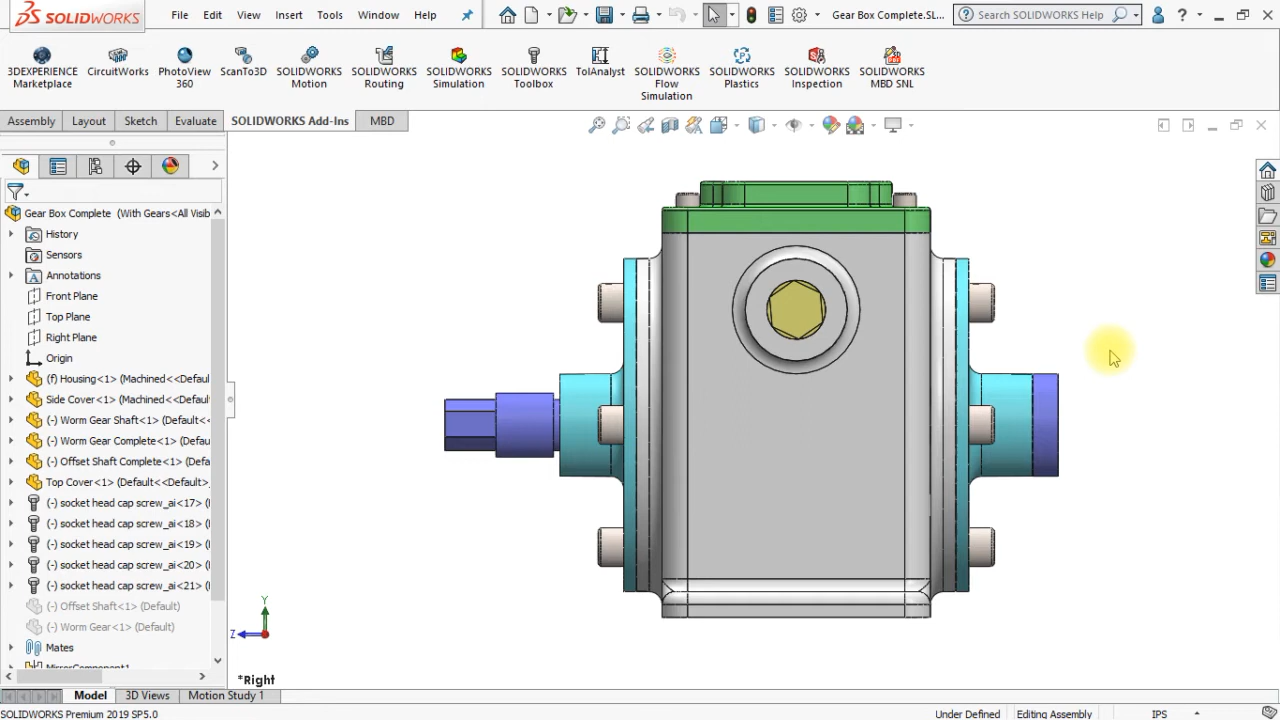 SOLIDWORKS
File Edit View Insert Tools Window Help
Gear Box Complete.SL...
Search SOLIDWORKS Help
3DEXPERIENCE Marketplace
CircuitWorks
PhotoView 360
ScanTo3D
SOLIDWORKS Motion
SOLIDWORKS Routing
SOLIDWORKS Simulation
SOLIDWORKS Toolbox
TolAnalyst
SOLIDWORKS Flow Simulation
SOLIDWORKS Plastics
SOLIDWORKS Inspection
SOLIDWORKS MBD SNL
Assembly Layout Sketch Evaluate SOLIDWORKS Add-Ins MBD
Gear Box Complete (With Gears<All Visib
History
Sensors
Annotations
Front Plane
Top Plane
Right Plane
Origin
(f) Housing<1> (Machined<<Defaul
Side Cover<1> (Machined<<Defaul
(-) Worm Gear Shaft<1> (Default<<
(-) Worm Gear Complete<1> (Default
(-) Offset Shaft Complete<1> (Defa
Top Cover<1> (Default<<Default>
(-) socket head cap screw_ai<17> (
(-) socket head cap screw_ai<18> (
(-) socket head cap screw_ai<19> (
(-) socket head cap screw_ai<20> (
(-) socket head cap screw_ai<21> (
(-) Offset Shaft<1> (Default)
(-) Worm Gear<1> (Default)
Mates
MirrorComponent1
Y
Z
*Right
Model 3D Views Motion Study 1
SOLIDWORKS Premium 2019 SP5.0
Under Defined Editing Assembly IPS